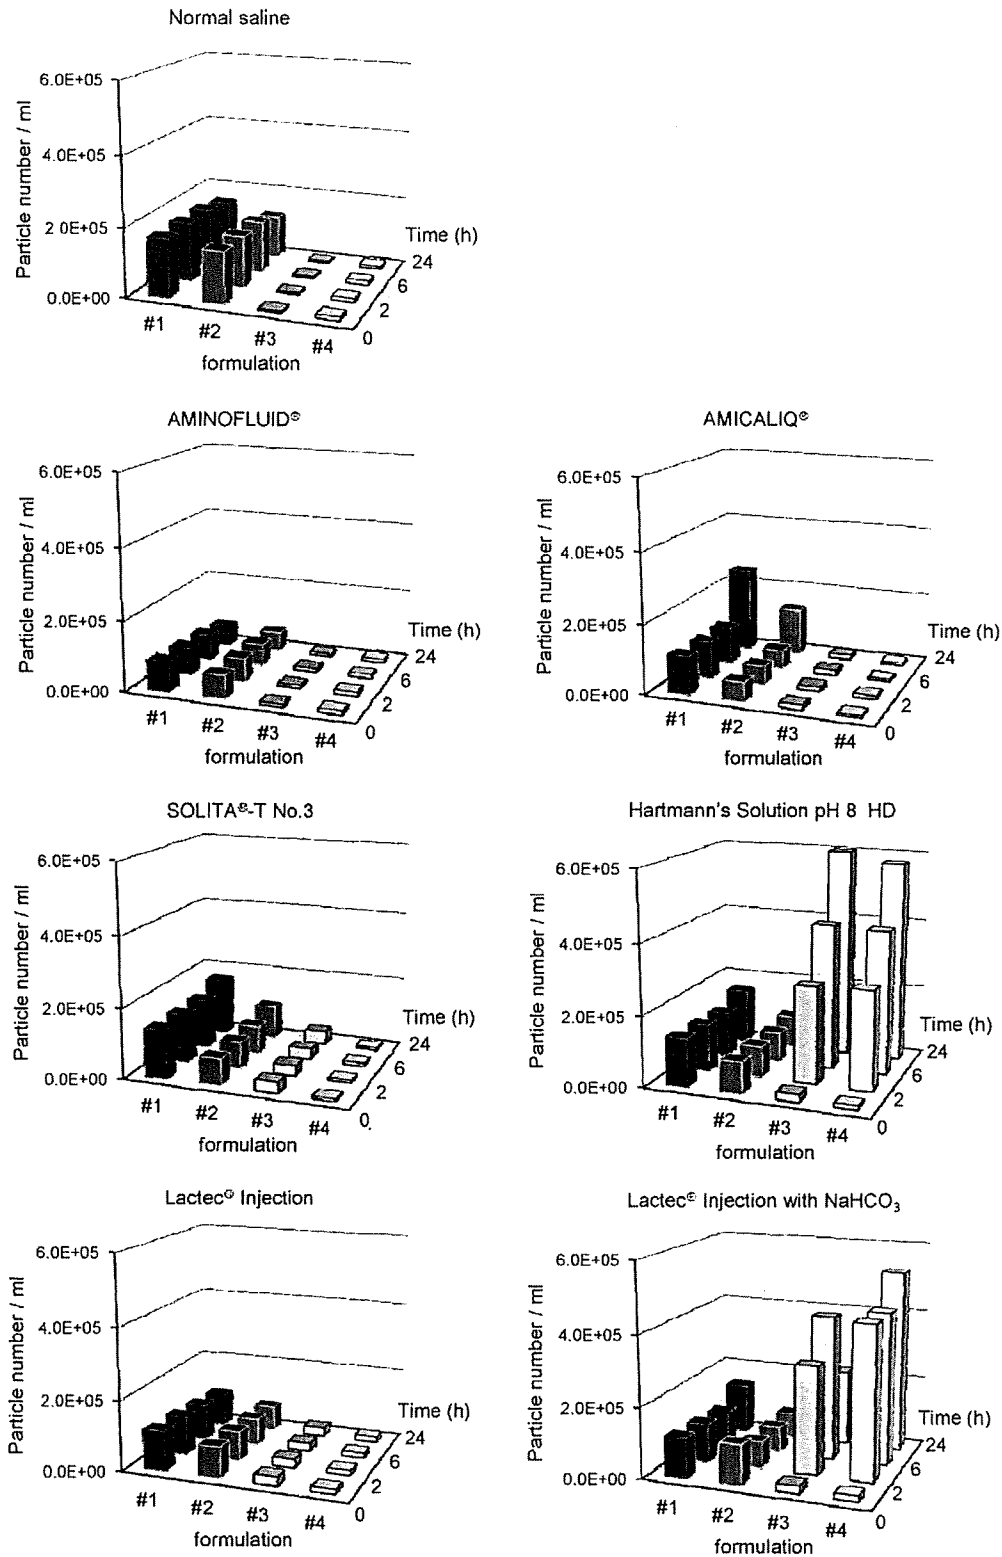 Normal saline
Particle number / ml
6.0E+05
4.0E+05
2.0E+05
0.0E+00
#1 #2 #3 #4
formulation
Time (h)
24
6
2
0
AMINOFLUID®
Particle number / ml
6.0E+05
4.0E+05
2.0E+05
0.0E+00
#1 #2 #3 #4
formulation
Time (h)
24
6
2
0
AMICALIQ®
Particle number / ml
6.0E+05
4.0E+05
2.0E+05
0.0E+00
#1 #2 #3 #4
formulation
Time (h)
24
6
2
0
SOLITA®-T No.3
Particle number / ml
6.0E+05
4.0E+05
2.0E+05
0.0E+00
#1 #2 #3 #4
formulation
Time (h)
24
6
2
0
Hartmann's Solution pH 8 HD
Particle number / ml
6.0E+05
4.0E+05
2.0E+05
0.0E+00
#1 #2 #3 #4
formulation
Time (h)
24
6
2
0
Lactec® Injection
Particle number / ml
6.0E+05
4.0E+05
2.0E+05
0.0E+00
#1 #2 #3 #4
formulation
Time (h)
24
6
2
0
Lactec® Injection with NaHCO₃
Particle number / ml
6.0E+05
4.0E+05
2.0E+05
0.0E+00
#1 #2 #3 #4
formulation
Time (h)
24
6
2
0